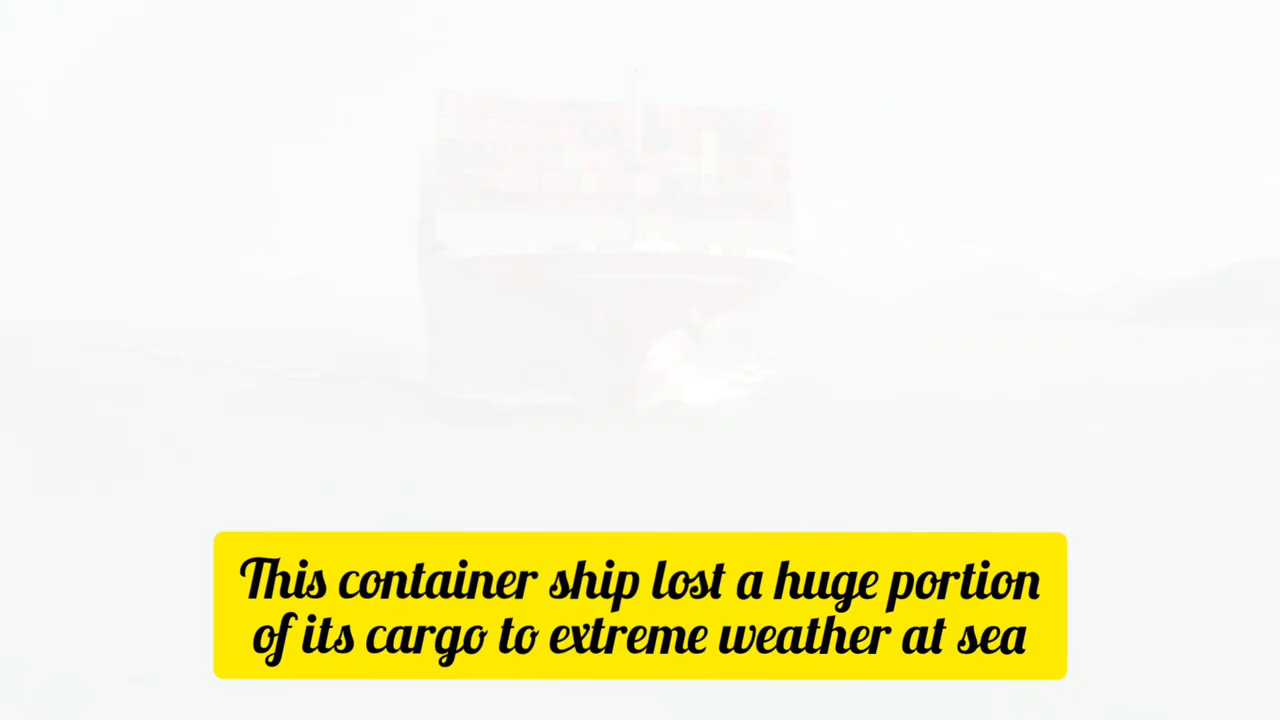 This container ship lost a huge portion
of its cargo to extreme weather at sea